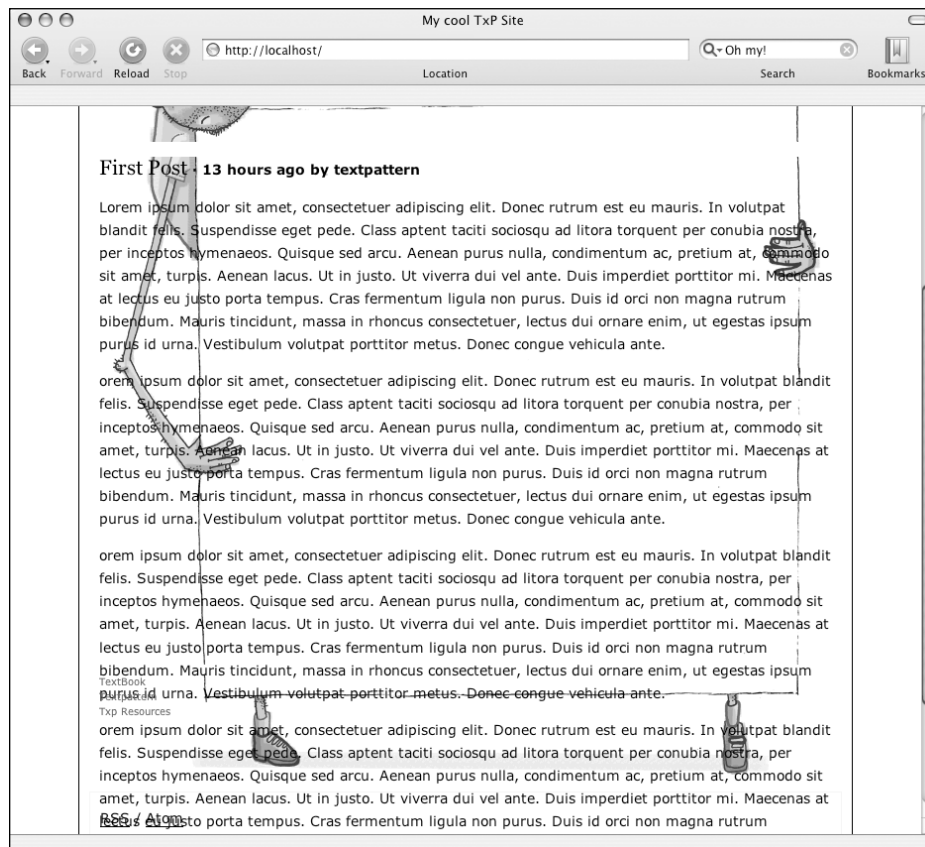 My cool TxP Site
http://localhost/
Oh my!
Back Forward Reload Stop Location Search Bookmarks
First Post · 13 hours ago by textpattern
Lorem ipsum dolor sit amet, consectetuer adipiscing elit. Donec rutrum est eu mauris. In volutpat
blandit felis. Suspendisse eget pede. Class aptent taciti sociosqu ad litora torquent per conubia nostra,
per inceptos hymenaeos. Quisque sed arcu. Aenean purus nulla, condimentum ac, pretium at, commodo
sit amet, turpis. Aenean lacus. Ut in justo. Ut viverra dui vel ante. Duis imperdiet porttitor mi. Maecenas
at lectus eu justo porta tempus. Cras fermentum ligula non purus. Duis id orci non magna rutrum
bibendum. Mauris tincidunt, massa in rhoncus consectetuer, lectus dui ornare enim, ut egestas ipsum
purus id urna. Vestibulum volutpat porttitor metus. Donec congue vehicula ante.
orem ipsum dolor sit amet, consectetuer adipiscing elit. Donec rutrum est eu mauris. In volutpat blandit
felis. Suspendisse eget pede. Class aptent taciti sociosqu ad litora torquent per conubia nostra, per
inceptos hymenaeos. Quisque sed arcu. Aenean purus nulla, condimentum ac, pretium at, commodo sit
amet, turpis. Aenean lacus. Ut in justo. Ut viverra dui vel ante. Duis imperdiet porttitor mi. Maecenas at
lectus eu justo porta tempus. Cras fermentum ligula non purus. Duis id orci non magna rutrum
bibendum. Mauris tincidunt, massa in rhoncus consectetuer, lectus dui ornare enim, ut egestas ipsum
purus id urna. Vestibulum volutpat porttitor metus. Donec congue vehicula ante.
orem ipsum dolor sit amet, consectetuer adipiscing elit. Donec rutrum est eu mauris. In volutpat blandit
felis. Suspendisse eget pede. Class aptent taciti sociosqu ad litora torquent per conubia nostra, per
inceptos hymenaeos. Quisque sed arcu. Aenean purus nulla, condimentum ac, pretium at, commodo sit
amet, turpis. Aenean lacus. Ut in justo. Ut viverra dui vel ante. Duis imperdiet porttitor mi. Maecenas at
lectus eu justo porta tempus. Cras fermentum ligula non purus. Duis id orci non magna rutrum
bibendum. Mauris tincidunt, massa in rhoncus consectetuer, lectus dui ornare enim, ut egestas ipsum
TextBook
purus id urna. Vestibulum volutpat porttitor metus. Donec congue vehicula ante.
Textpattern
Txp Resources
orem ipsum dolor sit amet, consectetuer adipiscing elit. Donec rutrum est eu mauris. In volutpat blandit
felis. Suspendisse eget pede. Class aptent taciti sociosqu ad litora torquent per conubia nostra, per
inceptos hymenaeos. Quisque sed arcu. Aenean purus nulla, condimentum ac, pretium at, commodo sit
amet, turpis. Aenean lacus. Ut in justo. Ut viverra dui vel ante. Duis imperdiet porttitor mi. Maecenas at
RSS / Atom
lectus eu justo porta tempus. Cras fermentum ligula non purus. Duis id orci non magna rutrum